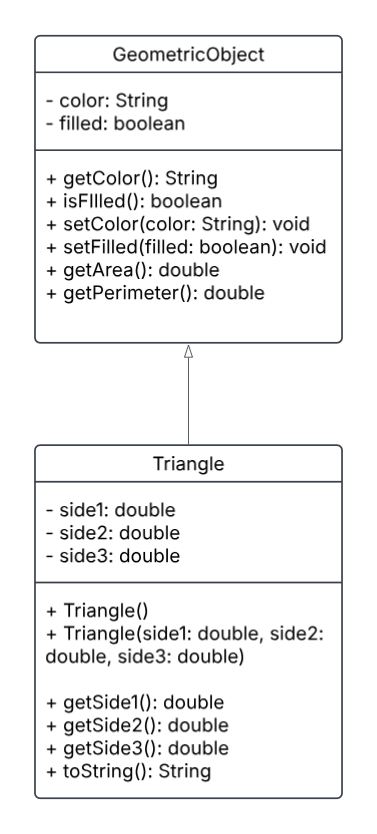 GeometricObject
- color: String
- filled: boolean
+ getColor(): String
+ isFIlled(): boolean
+ setColor(color: String): void
+ setFilled(filled: boolean): void
+ getArea(): double
+ getPerimeter(): double
Triangle
- side1: double
- side2: double
- side3: double
+ Triangle()
+ Triangle(side1: double, side2:
double, side3: double)
+ getSide1(): double
+ getSide2(): double
+ getSide3(): double
+ toString(): String